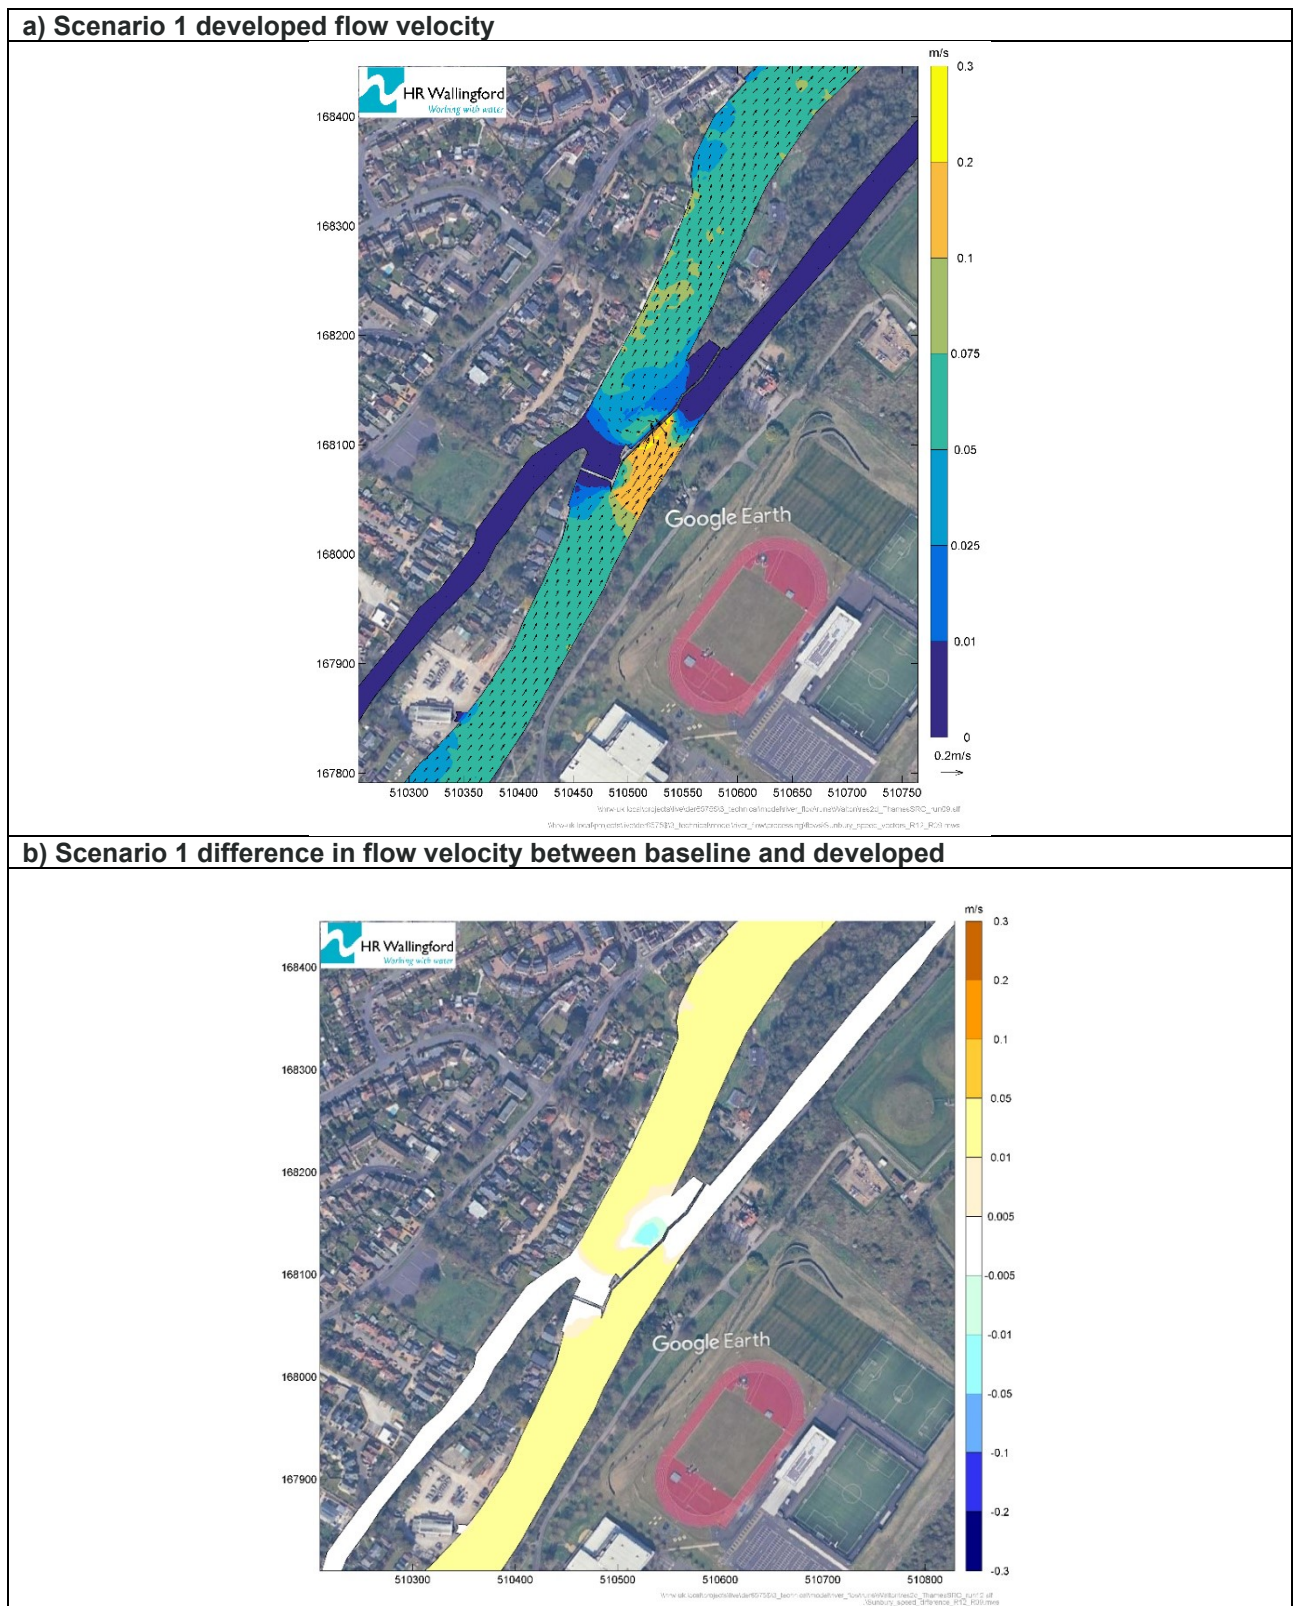 a) Scenario 1 developed flow velocity
HR Wallingford
Working with water
m/s
0.3
0.2
0.1
0.075
0.05
0.025
0.01
0
0.2m/s
168400
168300
168200
168100
168000
167900
167800
Google Earth
510300 510350 510400 510450 510500 510550 510600 510650 510700 510750
b) Scenario 1 difference in flow velocity between baseline and developed
HR Wallingford
Working with water
m/s
0.3
0.2
0.1
0.05
0.01
0.005
-0.005
-0.01
-0.05
-0.1
-0.2
-0.3
168400
168300
168200
168100
168000
167900
Google Earth
510300 510400 510500 510600 510700 510800